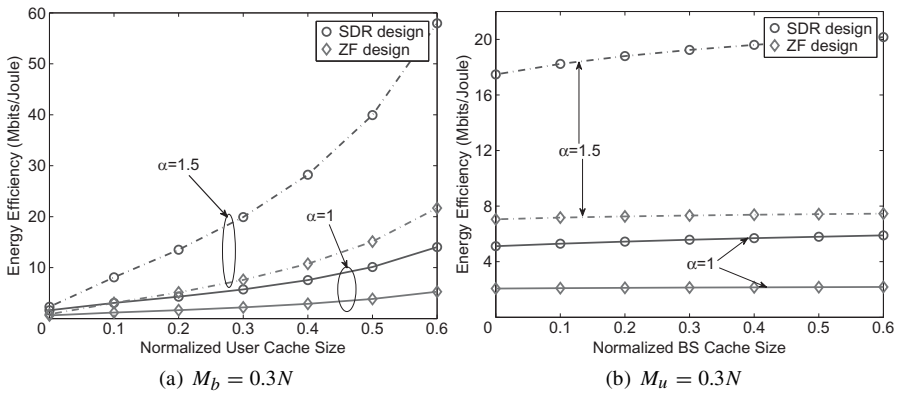 60
50
40
30
20
10
0 0.1 0.2 0.3 0.4 0.5 0.6
Energy Efficiency (Mbits/Joule)
Normalized User Cache Size
SDR design
ZF design
α=1.5
α=1
(a) M_b = 0.3N
20
16
12
8
4
0 0.1 0.2 0.3 0.4 0.5 0.6
Energy Efficiency (Mbits/Joule)
Normalized BS Cache Size
SDR design
ZF design
α=1.5
α=1
(b) M_u = 0.3N